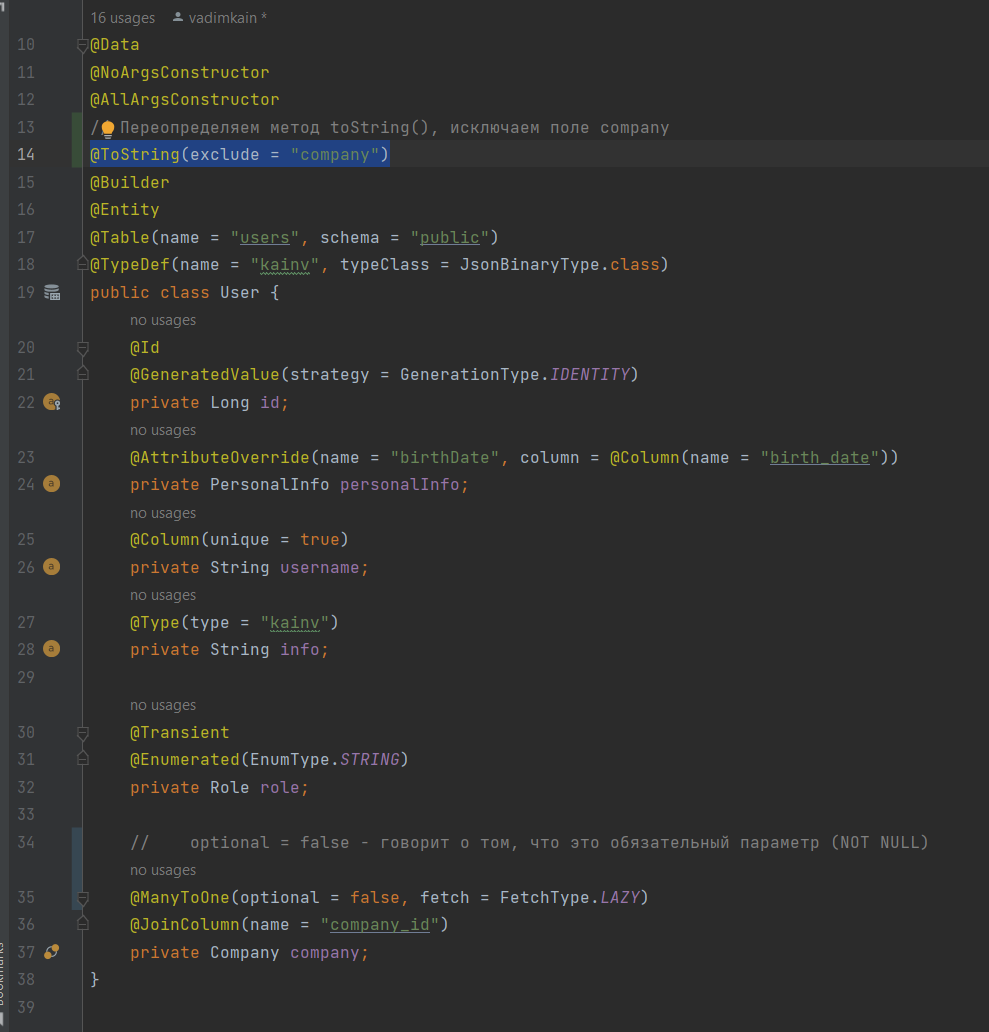 16 usages vadimkain *
10 @Data
11 @NoArgsConstructor
12 @AllArgsConstructor
13 / Переопределяем метод toString(), исключаем поле company
14 @ToString(exclude = "company")
15 @Builder
16 @Entity
17 @Table(name = "users", schema = "public")
18 @TypeDef(name = "kainv", typeClass = JsonBinaryType.class)
19 public class User {
no usages
20 @Id
21 @GeneratedValue(strategy = GenerationType.IDENTITY)
22 private Long id;
no usages
23 @AttributeOverride(name = "birthDate", column = @Column(name = "birth_date"))
24 private PersonalInfo personalInfo;
no usages
25 @Column(unique = true)
26 private String username;
no usages
27 @Type(type = "kainv")
28 private String info;
29
no usages
30 @Transient
31 @Enumerated(EnumType.STRING)
32 private Role role;
33
34 // optional = false - говорит о том, что это обязательный параметр (NOT NULL)
no usages
35 @ManyToOne(optional = false, fetch = FetchType.LAZY)
36 @JoinColumn(name = "company_id")
37 private Company company;
38 }
39